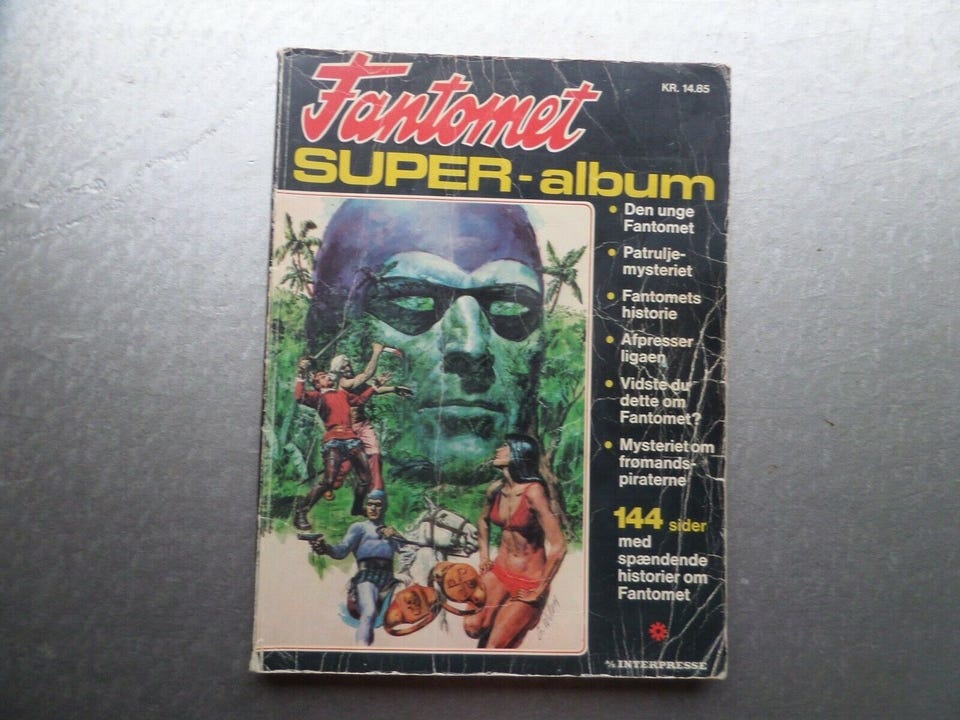 Fantomet
KR. 14.85
SUPER - album
• Den unge
Fantomet
• Patrulje-
mysteriet
• Fantomets
historie
• Afpresser
ligaen
• Vidste du
dette om
Fantomet?
• Mysteriet om
frømands-
piraterne
144 sider
med
spændende
historier om
Fantomet
A/S INTERPRESSE